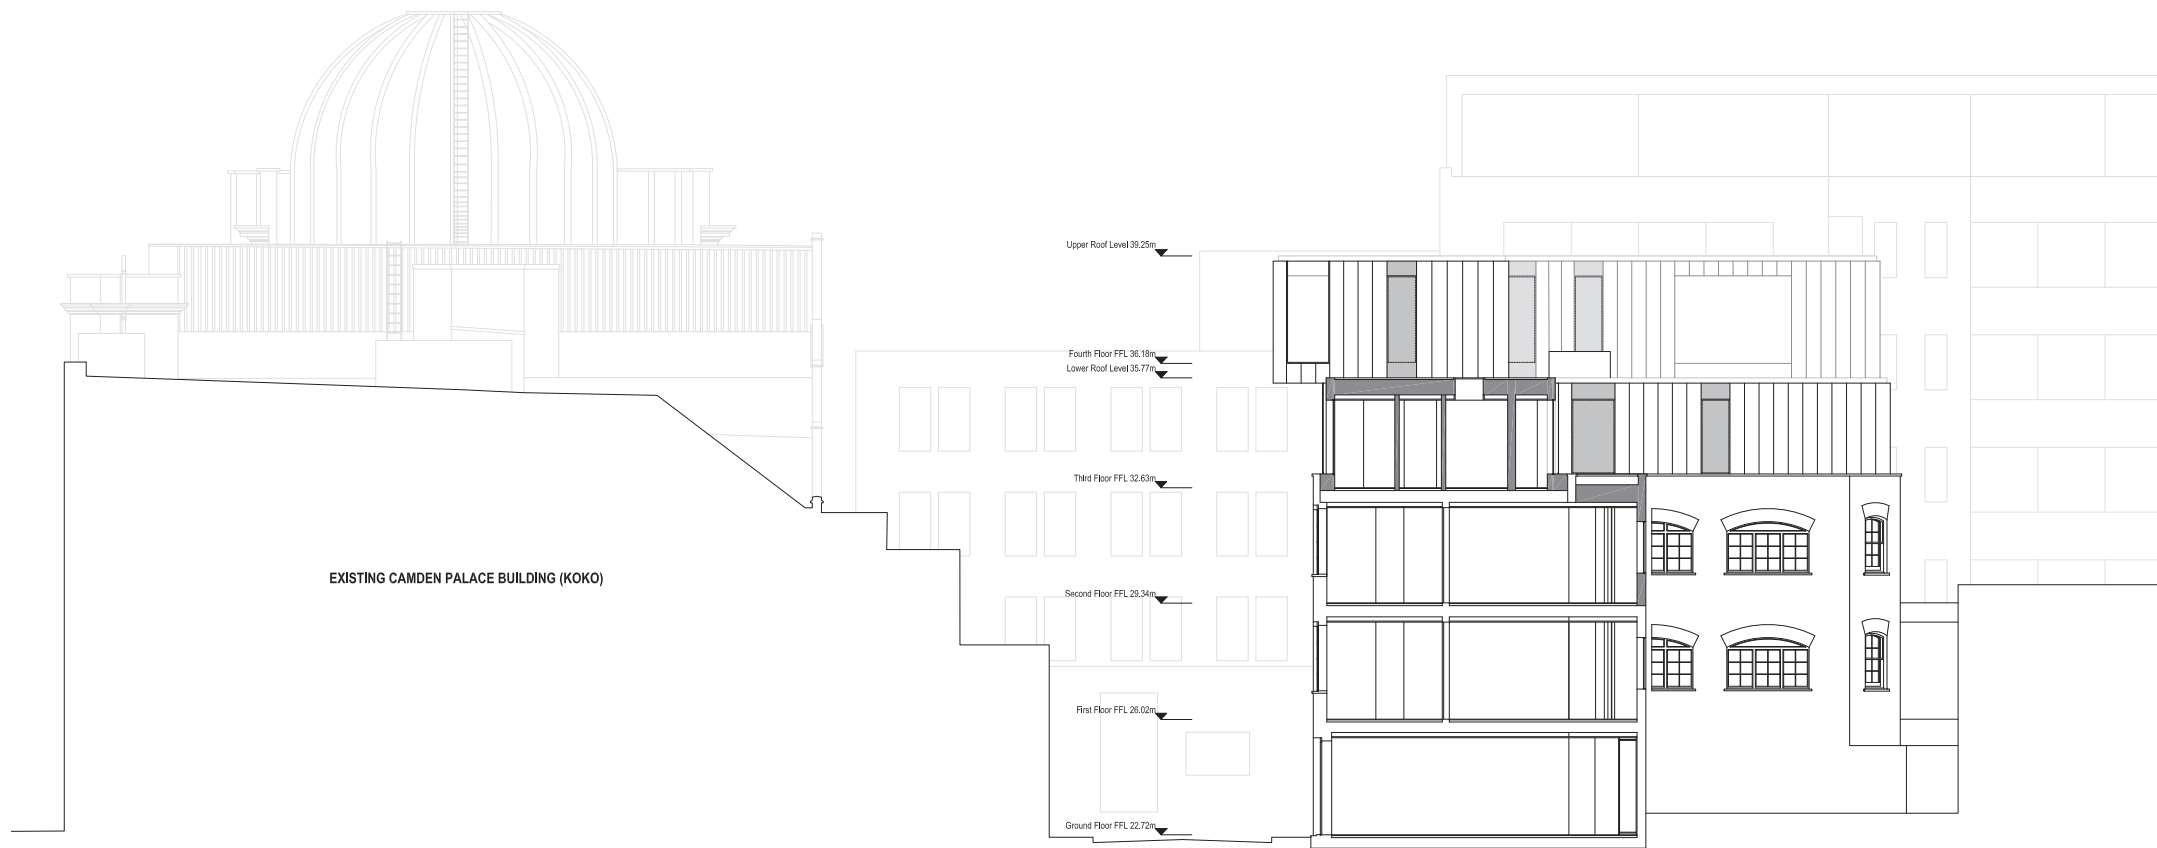 Upper Roof Level 39.25m
Fourth Floor FFL 36.18m
Lower Roof Level 35.77m
Third Floor FFL 32.63m
EXISTING CAMDEN PALACE BUILDING (KOKO)
Second Floor FFL 29.34m
First Floor FFL 26.02m
Ground Floor FFL 22.72m